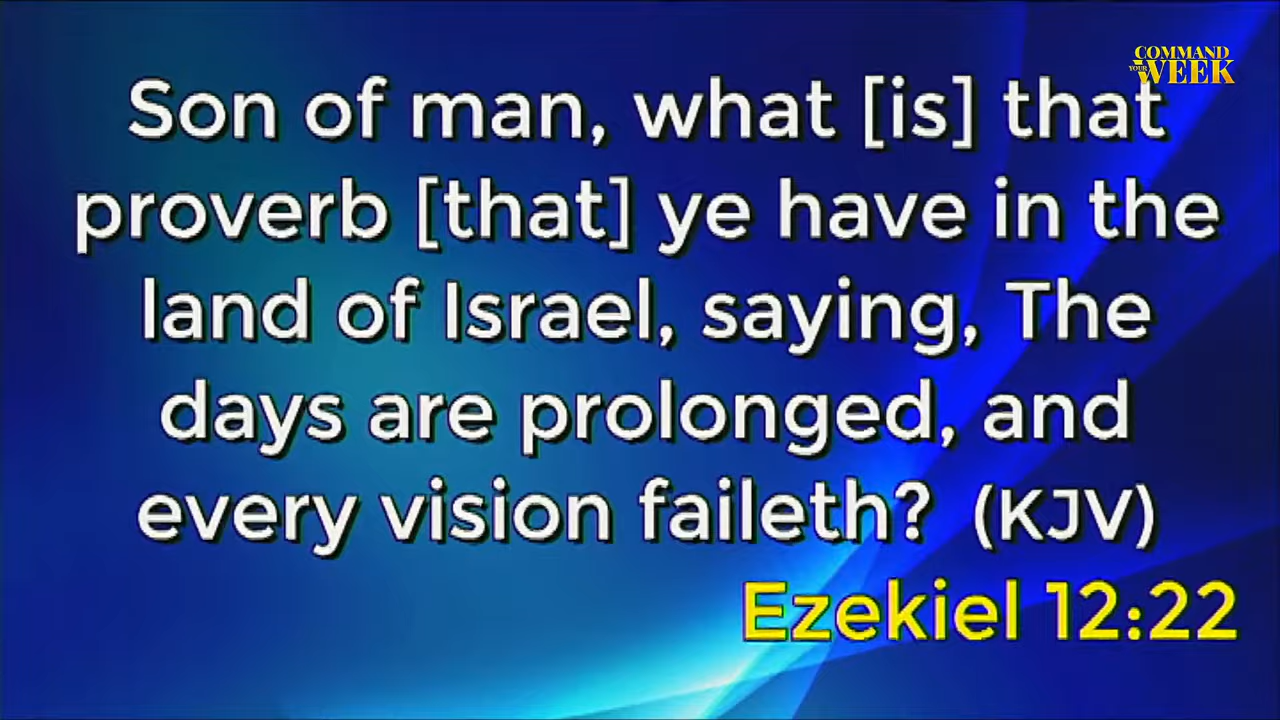 COMMAND
YOUR WEEK
Son of man, what [is] that
proverb [that] ye have in the
land of Israel, saying, The
days are prolonged, and
every vision faileth? (KJV)
Ezekiel 12:22